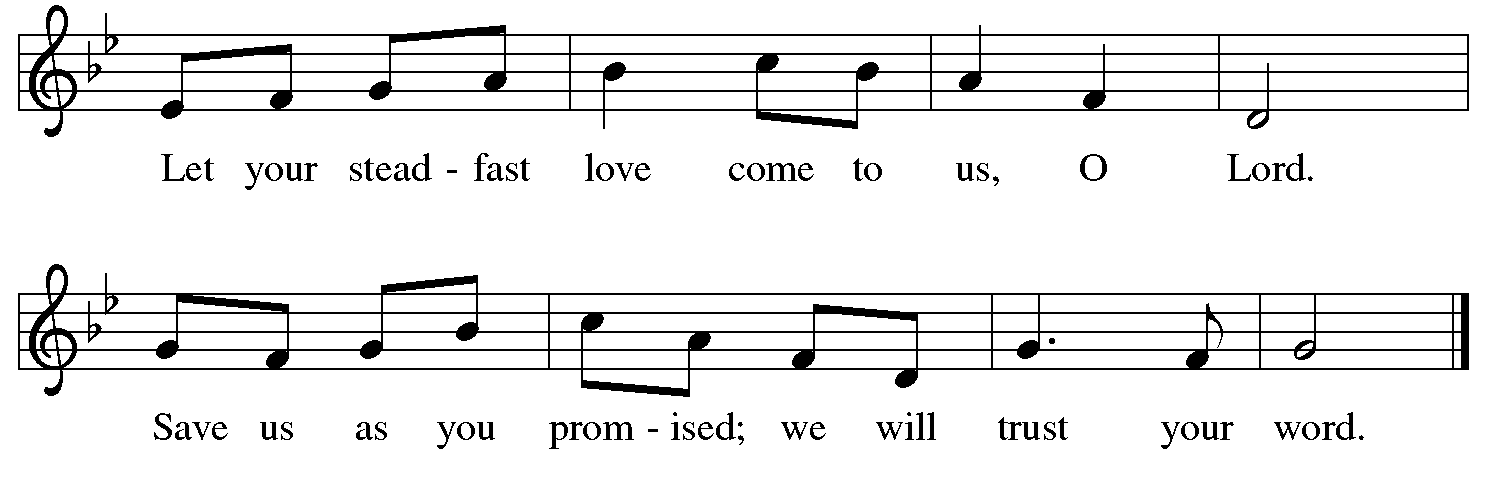 Let your stead - fast love come to us, O Lord.
Save us as you prom - ised; we will trust your word.